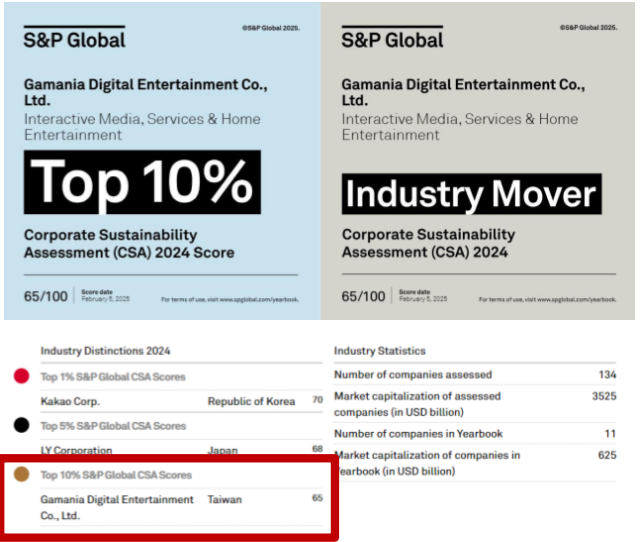 S&P Global
©S&P Global 2025.
Gamania Digital Entertainment Co.,
Ltd.
Interactive Media, Services & Home
Entertainment
Top 10%
Corporate Sustainability
Assessment (CSA) 2024 Score
65/100
Score date
February 5, 2025
For terms of use, visit www.spglobal.com/yearbook.
S&P Global
©S&P Global 2025.
Gamania Digital Entertainment Co.,
Ltd.
Interactive Media, Services & Home
Entertainment
Industry Mover
Corporate Sustainability
Assessment (CSA) 2024
65/100
Score date
February 5, 2025
For terms of use, visit www.spglobal.com/yearbook.
Industry Distinctions 2024
Top 1% S&P Global CSA Scores
Kakao Corp. Republic of Korea 70
Top 5% S&P Global CSA Scores
LY Corporation Japan 68
Top 10% S&P Global CSA Scores
Gamania Digital Entertainment Taiwan 65
Co., Ltd.
Industry Statistics
Number of companies assessed 134
Market capitalization of assessed 3525
companies (in USD billion)
Number of companies in Yearbook 11
Market capitalization of companies in 625
Yearbook (in USD billion)